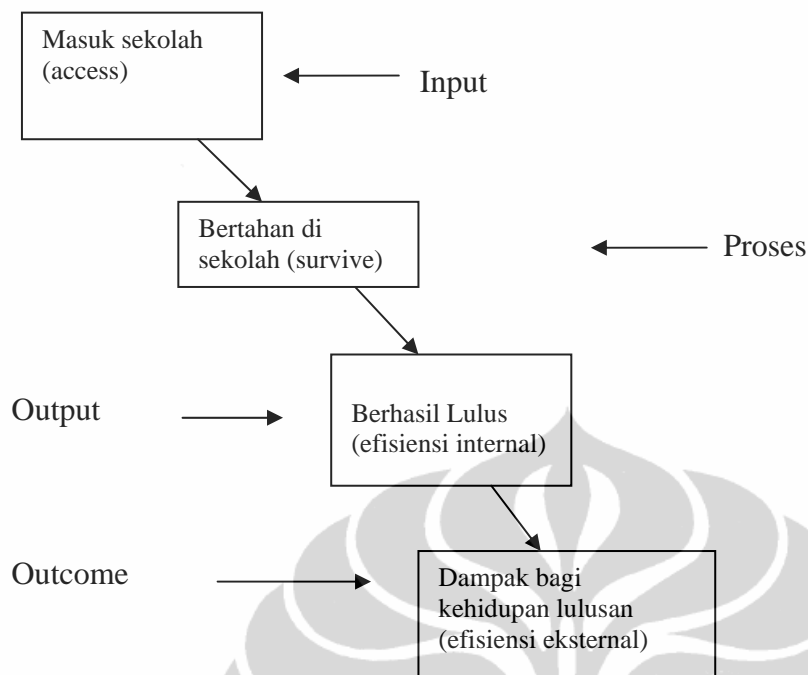 Masuk sekolah
(access)
Input
Bertahan di
sekolah (survive)
Proses
Output
Berhasil Lulus
(efisiensi internal)
Outcome
Dampak bagi
kehidupan lulusan
(efisiensi eksternal)